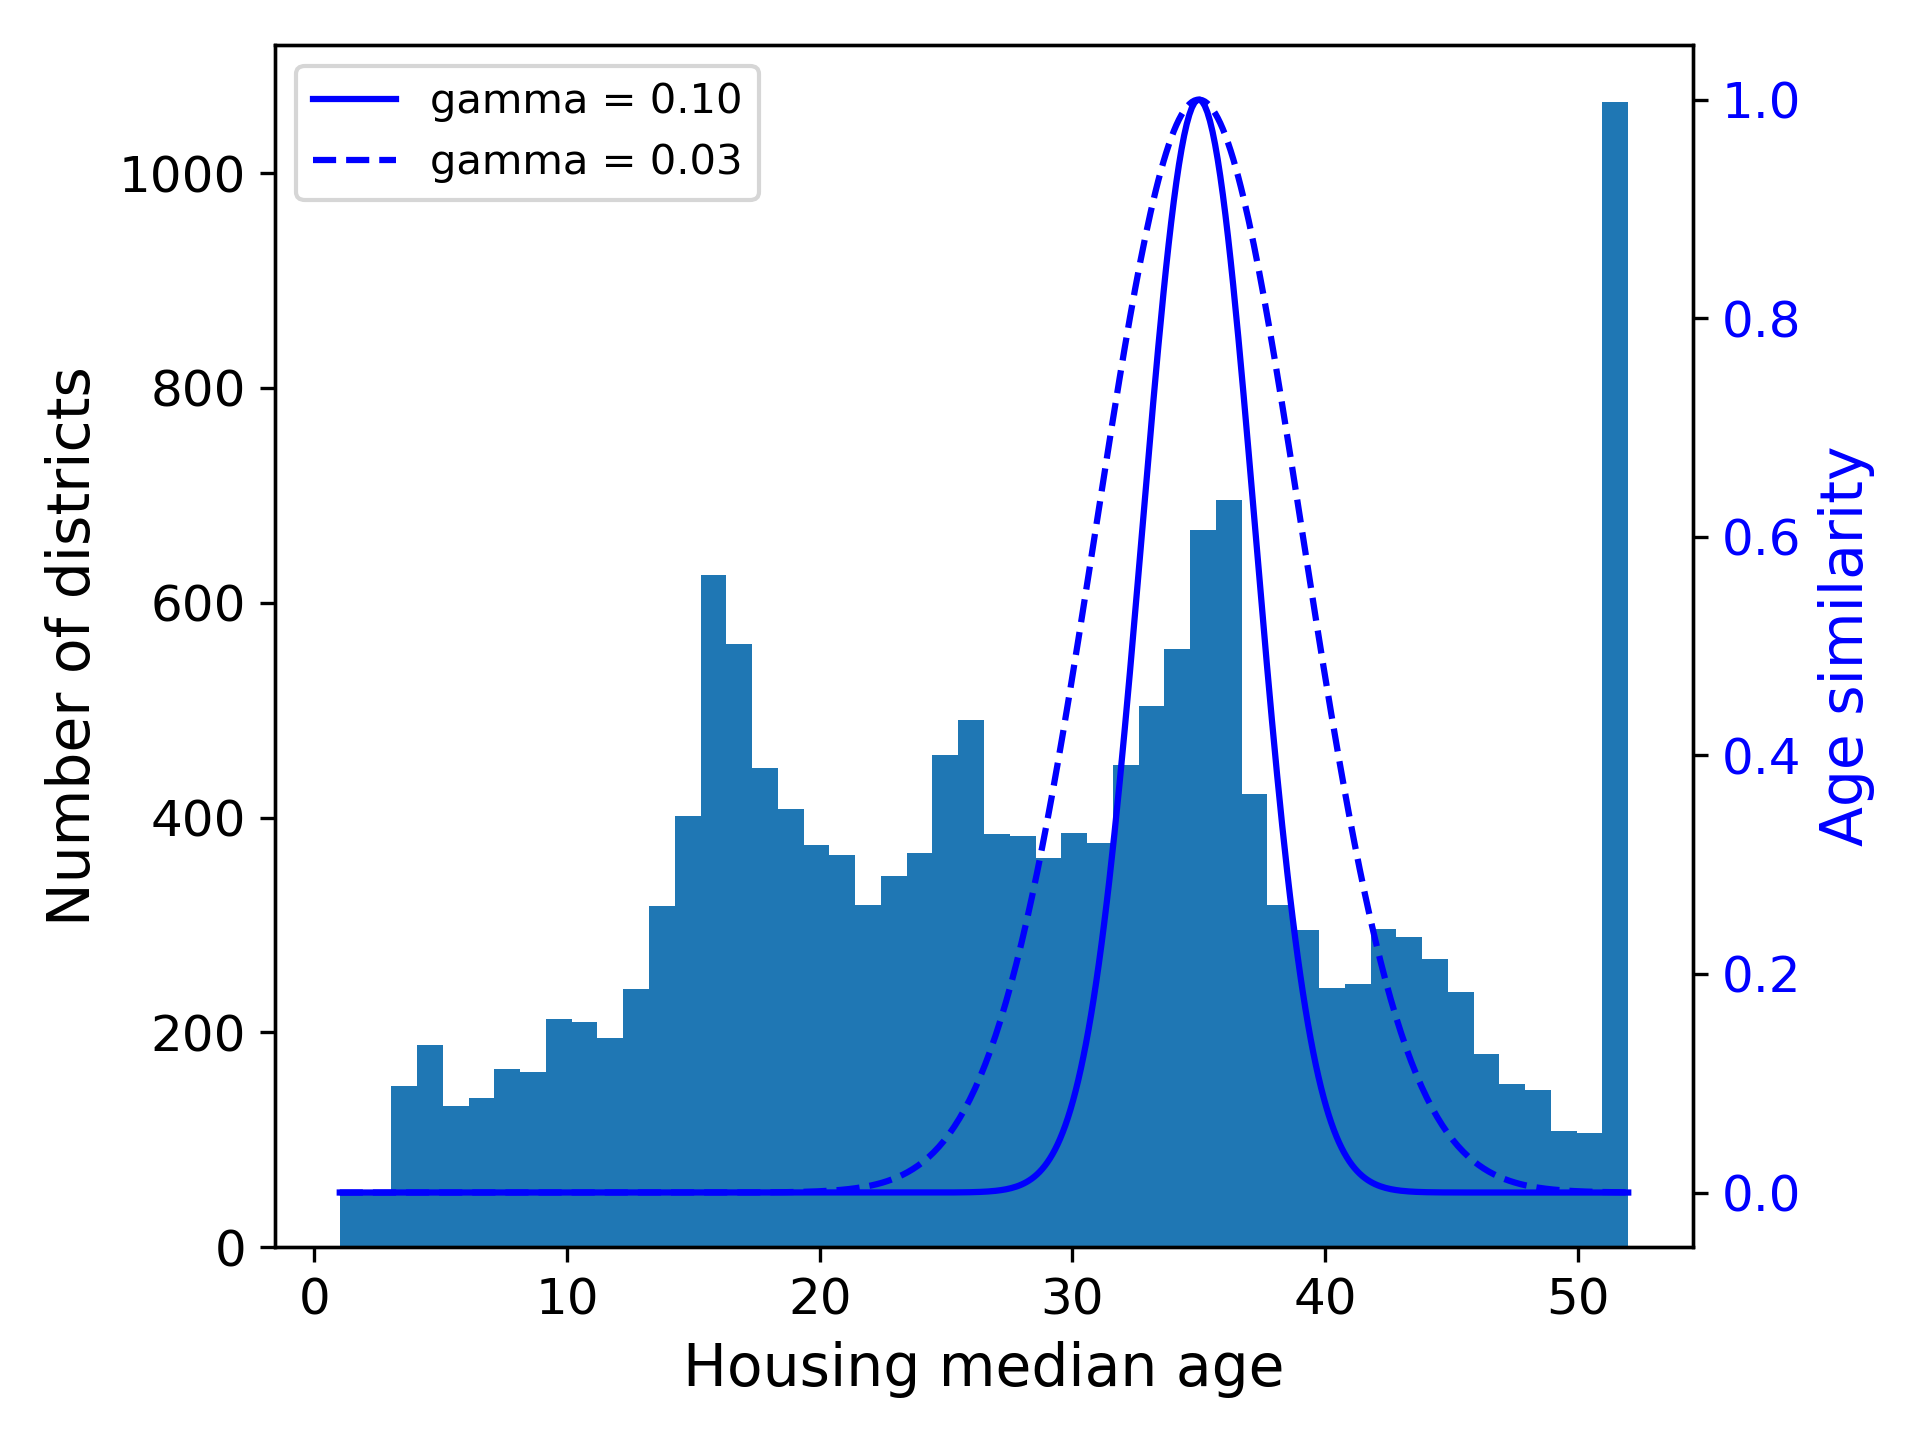 gamma = 0.10
gamma = 0.03
Number of districts
1000
800
600
400
200
0
0 10 20 30 40 50
Housing median age
1.0
0.8
0.6
0.4
0.2
0.0
Age similarity